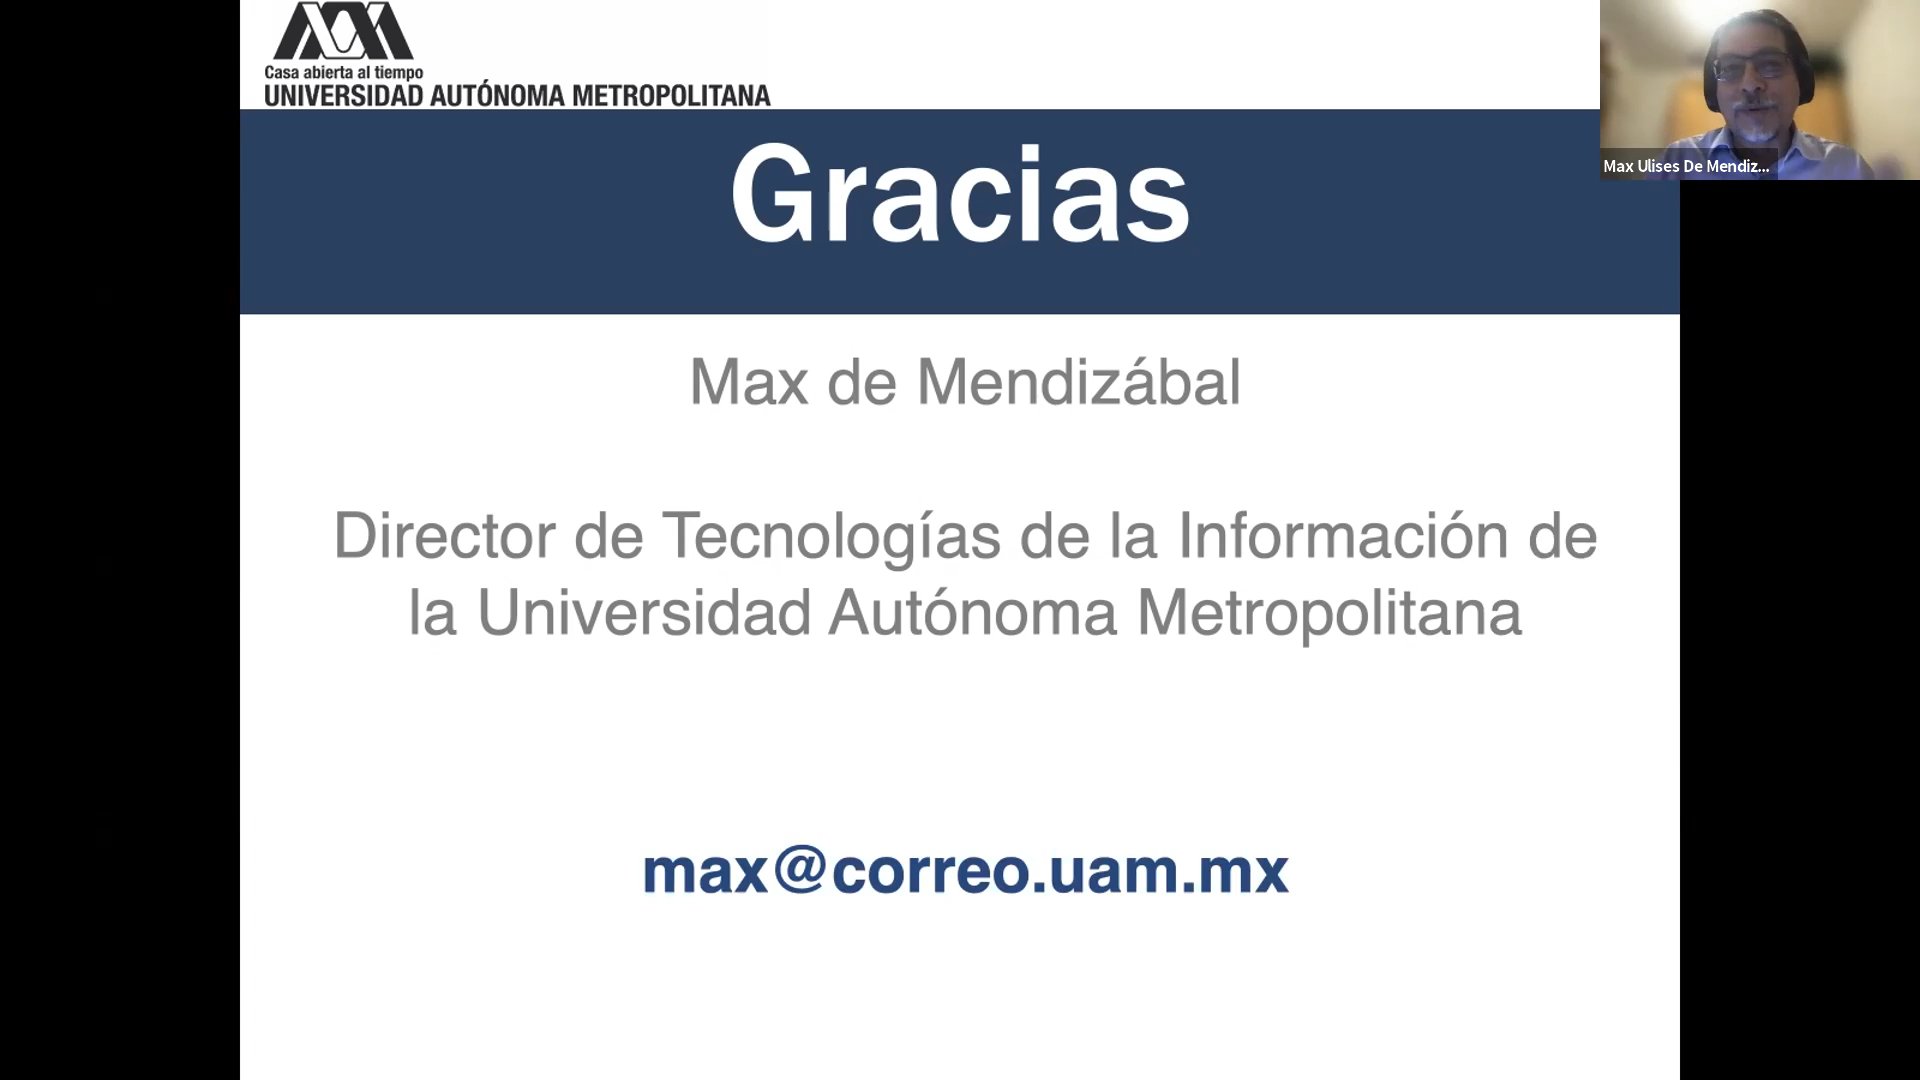 Casa abierta al tiempo
UNIVERSIDAD AUTÓNOMA METROPOLITANA
Gracias
Max Ulises De Mendiz...
Max de Mendizábal
Director de Tecnologías de la Información de
la Universidad Autónoma Metropolitana
max@correo.uam.mx